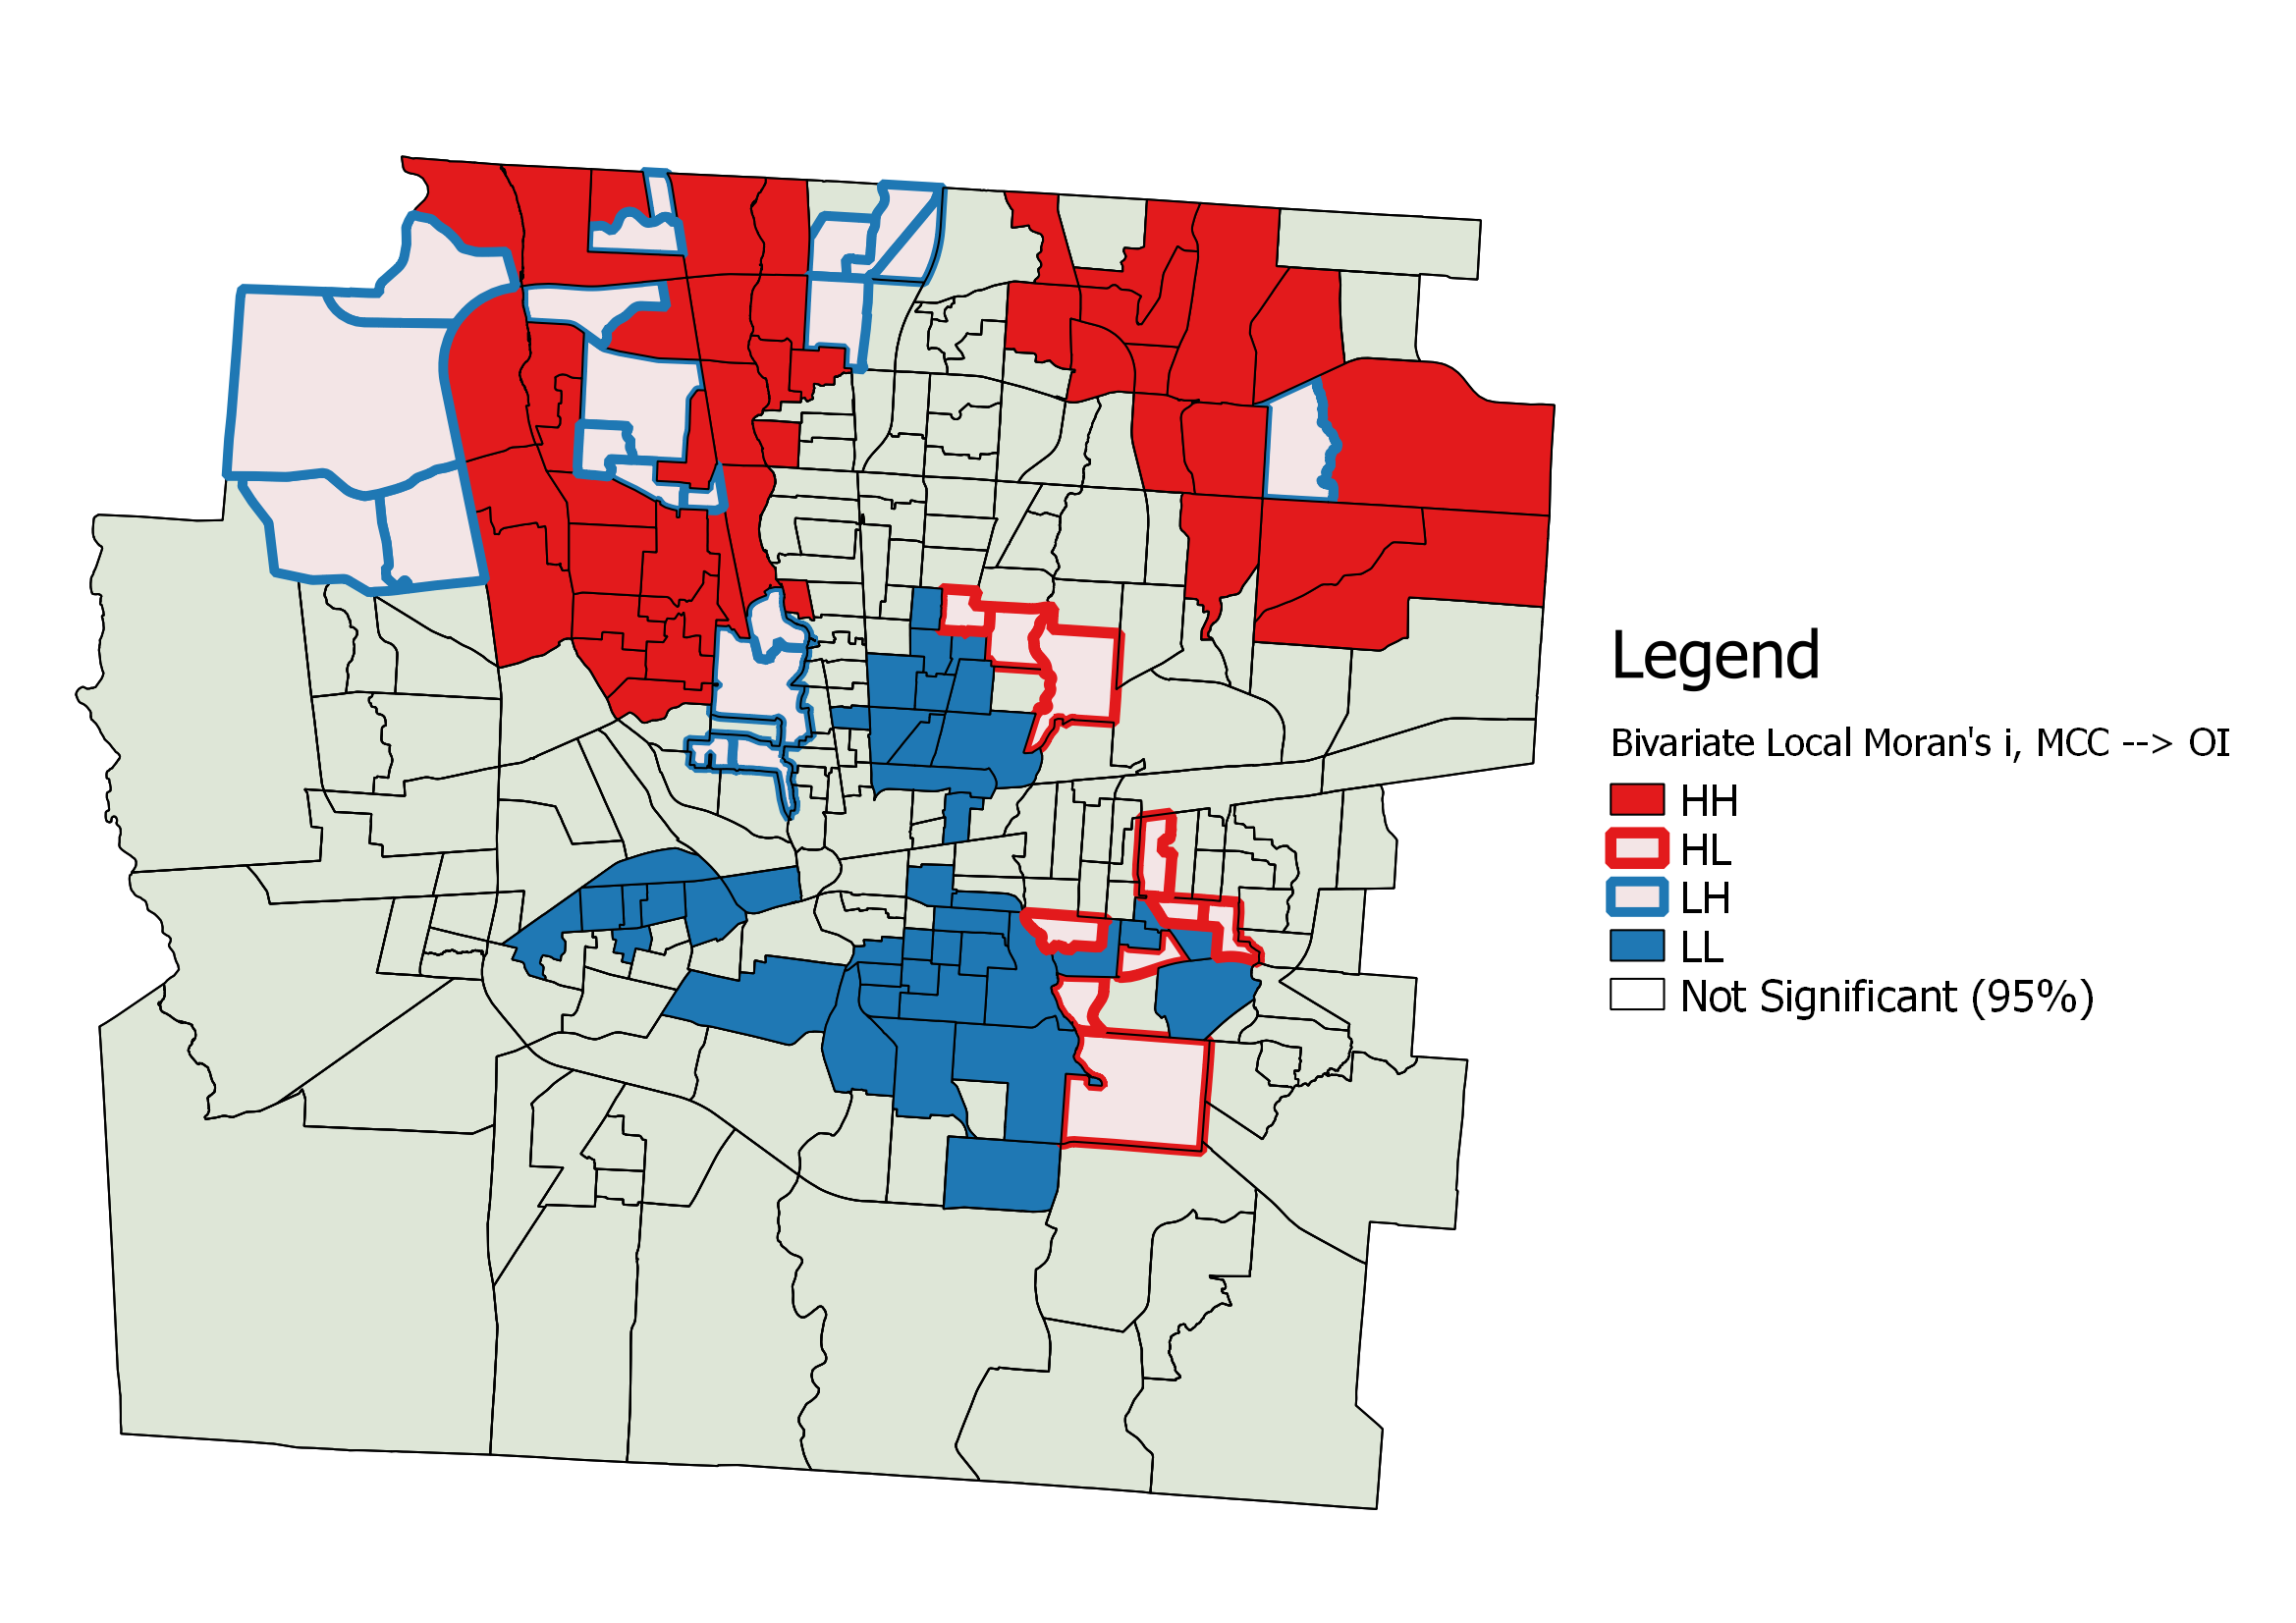 Legend
Bivariate Local Moran's i, MCC --> OI
HH
HL
LH
LL
Not Significant (95%)